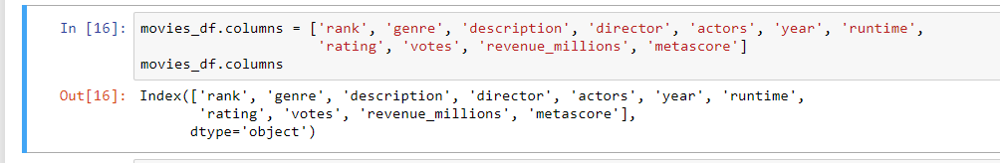 In [16]: movies_df.columns = ['rank', 'genre', 'description', 'director', 'actors', 'year', 'runtime',
'rating', 'votes', 'revenue_millions', 'metascore']
movies_df.columns
Out[16]: Index(['rank', 'genre', 'description', 'director', 'actors', 'year', 'runtime',
'rating', 'votes', 'revenue_millions', 'metascore'],
dtype='object')